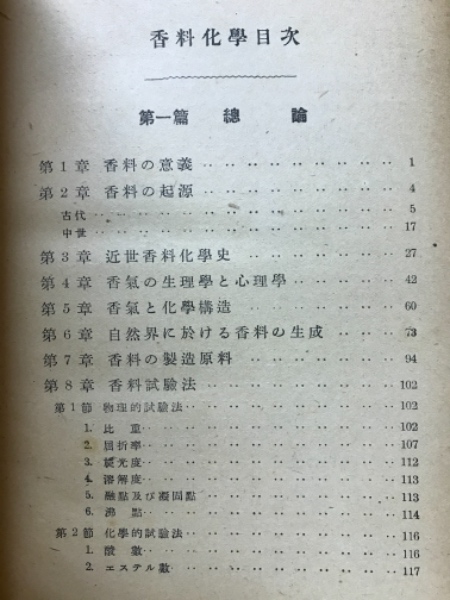 香料化學目次
第一篇 總論
第1章 香料の意義 1
第2章 香料の起源 4
古代 5
中世 17
第3章 近世香料化學史 27
第4章 香氣の生理學と心理學 42
第5章 香氣と化學構造 60
第6章 自然界に於ける香料の生成 73
第7章 香料の製造原料 94
第8章 香料試驗法 102
第1節 物理的試驗法 102
1. 比重 102
2. 屈折率 107
3. 旋光度 112
4. 溶解度 113
5. 融點及び凝固點 113
6. 沸點 114
第2節 化學的試驗法 116
1. 酸數 116
2. エステル數 117